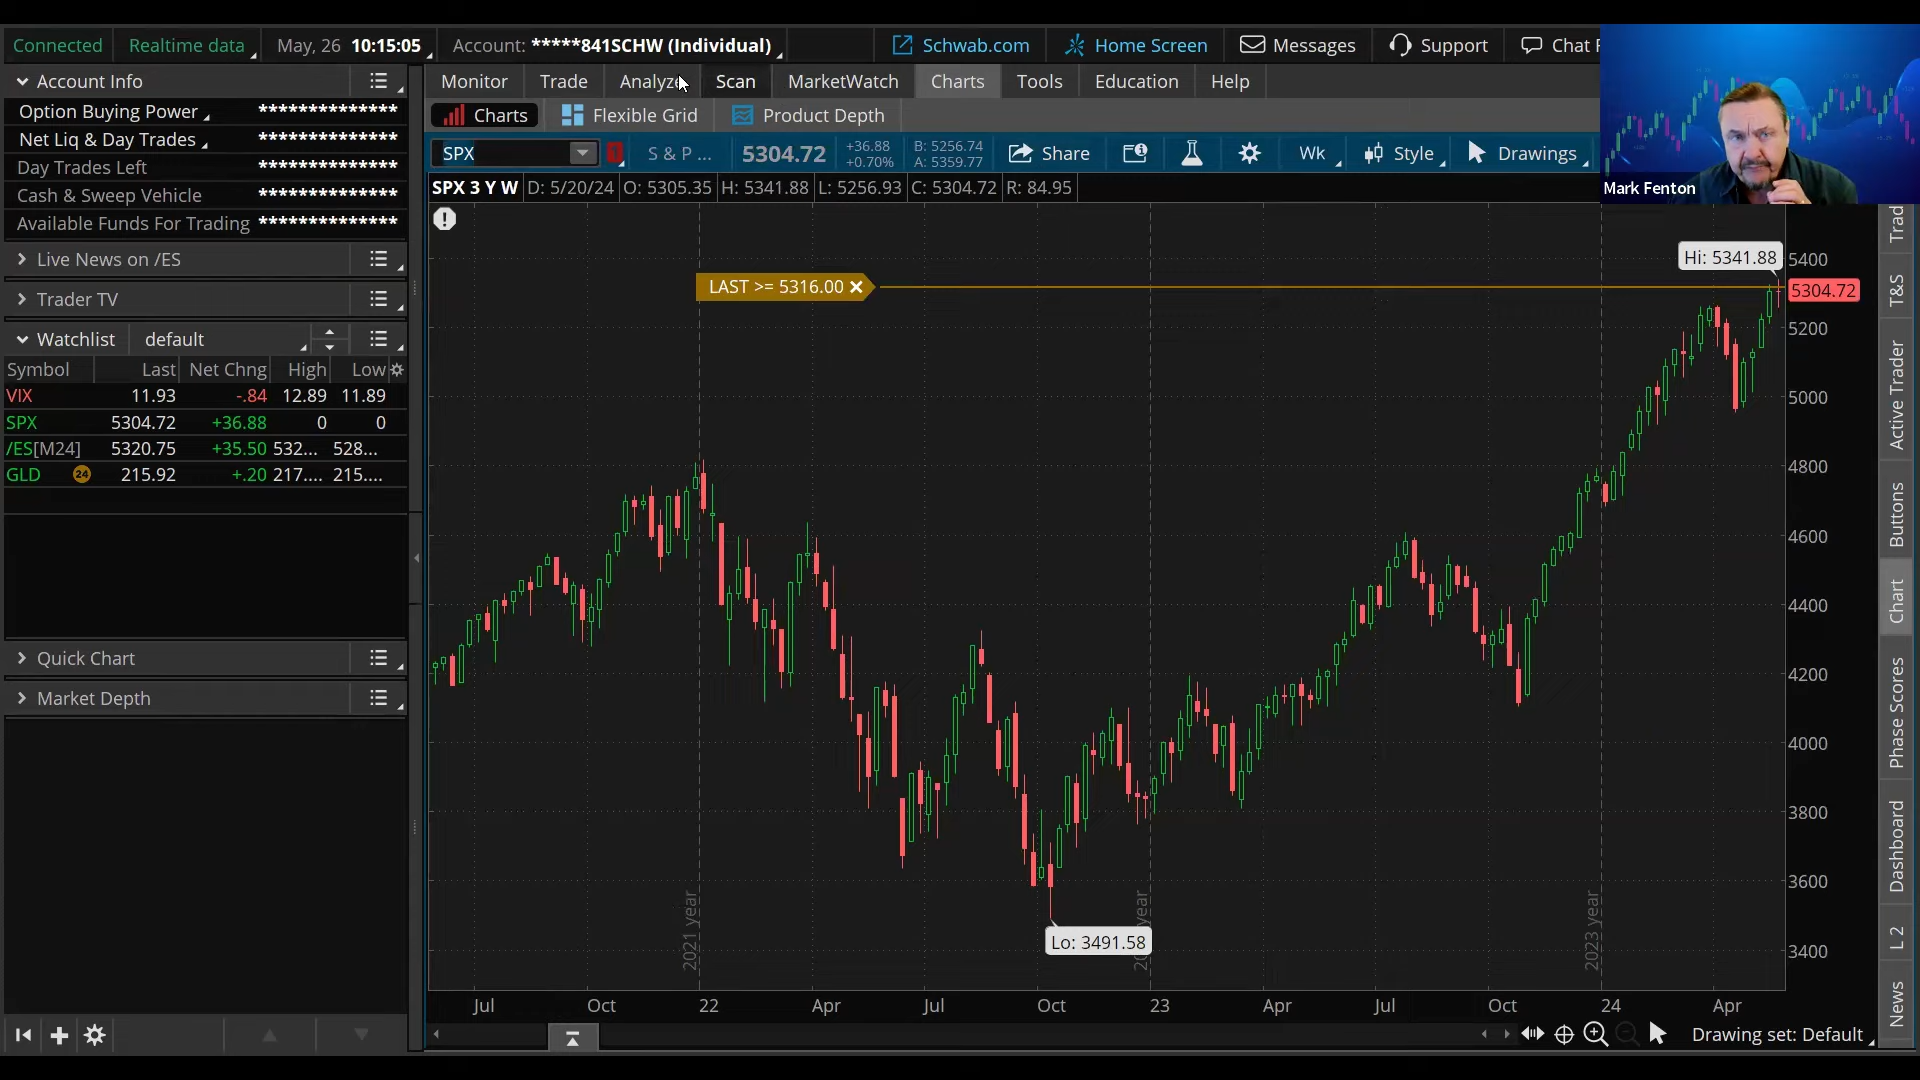 Connected Realtime data May, 26 10:15:05 Account: *****841SCHW (Individual) Schwab.com Home Screen Messages Support Chat
Account Info Monitor Trade Analyze Scan MarketWatch Charts Tools Education Help
Option Buying Power **************
Charts Flexible Grid Product Depth
Net Liq & Day Trades **************
Day Trades Left **************
Cash & Sweep Vehicle **************
Available Funds For Trading **************
SPX S & P ... 5304.72 +36.88 +0.70% B: 5256.74 A: 5359.77 Share Wk Style Drawings
SPX 3 Y W D: 5/20/24 O: 5305.35 H: 5341.88 L: 5256.93 C: 5304.72 R: 84.95
Mark Fenton
Live News on /ES
Trader TV
Watchlist default
Symbol Last Net Chng High Low
VIX 11.93 -.84 12.89 11.89
SPX 5304.72 +36.88 0 0
/ES[M24] 5320.75 +35.50 532... 528...
GLD 24 215.92 +.20 217.... 215....
Quick Chart
Market Depth
LAST >= 5316.00
Hi: 5341.88
5304.72
Lo: 3491.58
5400
5200
5000
4800
4600
4400
4200
4000
3800
3600
3400
2021 year
year
2023 year
Jul Oct 22 Apr Jul Oct 23 Apr Jul Oct 24 Apr
Drawing set: Default
Trad
T&S
Active Trader
Buttons
Chart
Phase Scores
Dashboard
L 2
News